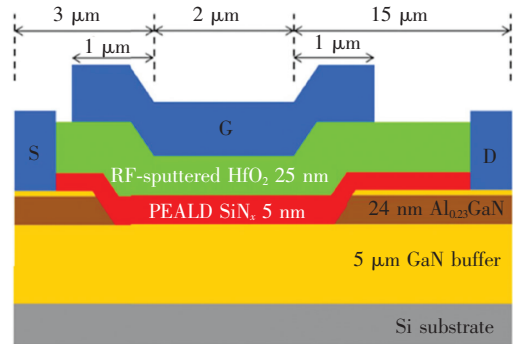 3 μm 2 μm 15 μm
1 μm 1 μm
G
S D
RF-sputtered HfO₂ 25 nm
PEALD SiNₓ 5 nm
24 nm Al₀.₂₃GaN
5 μm GaN buffer
Si substrate